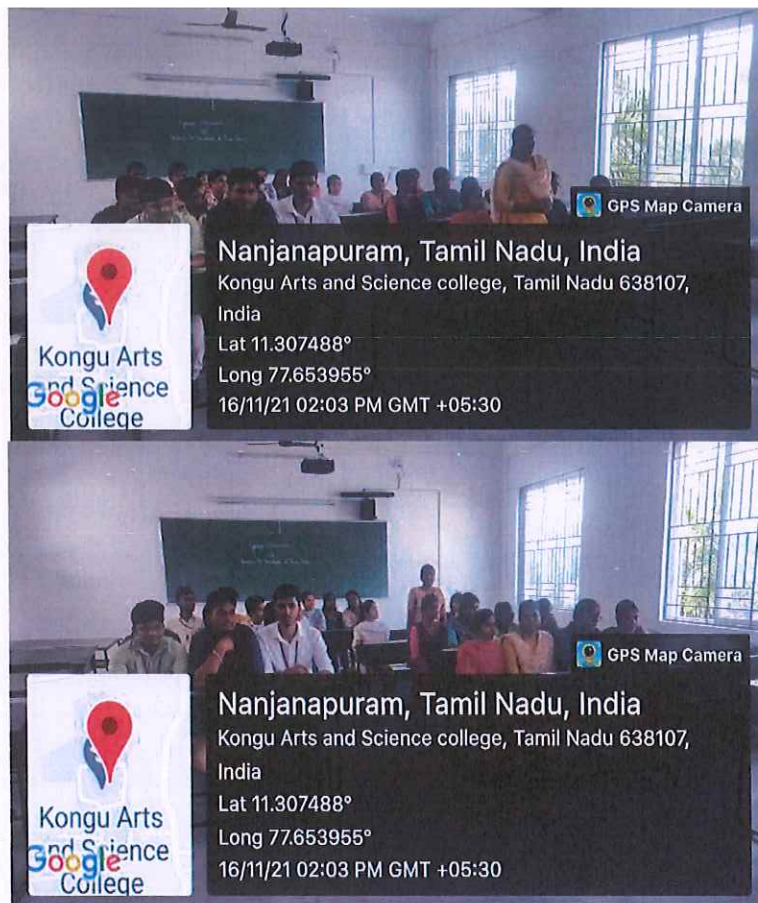 GPS Map Camera
Nanjanapuram, Tamil Nadu, India
Kongu Arts and Science college, Tamil Nadu 638107,
India
Lat 11.307488°
Long 77.653955°
16/11/21 02:03 PM GMT +05:30
Kongu Arts
and Science
College
Google
GPS Map Camera
Nanjanapuram, Tamil Nadu, India
Kongu Arts and Science college, Tamil Nadu 638107,
India
Lat 11.307488°
Long 77.653955°
16/11/21 02:03 PM GMT +05:30
Kongu Arts
and Science
College
Google